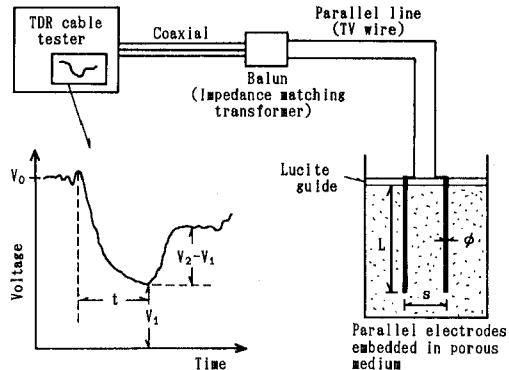 TDR cable
tester
Coaxial
Parallel line
(TV wire)
Balun
(Impedance matching
transformer)
Lucite
guide
L
φ
s
Parallel electrodes
embedded in porous
medium
V₀
Voltage
t
V₁
V₂-V₁
Time